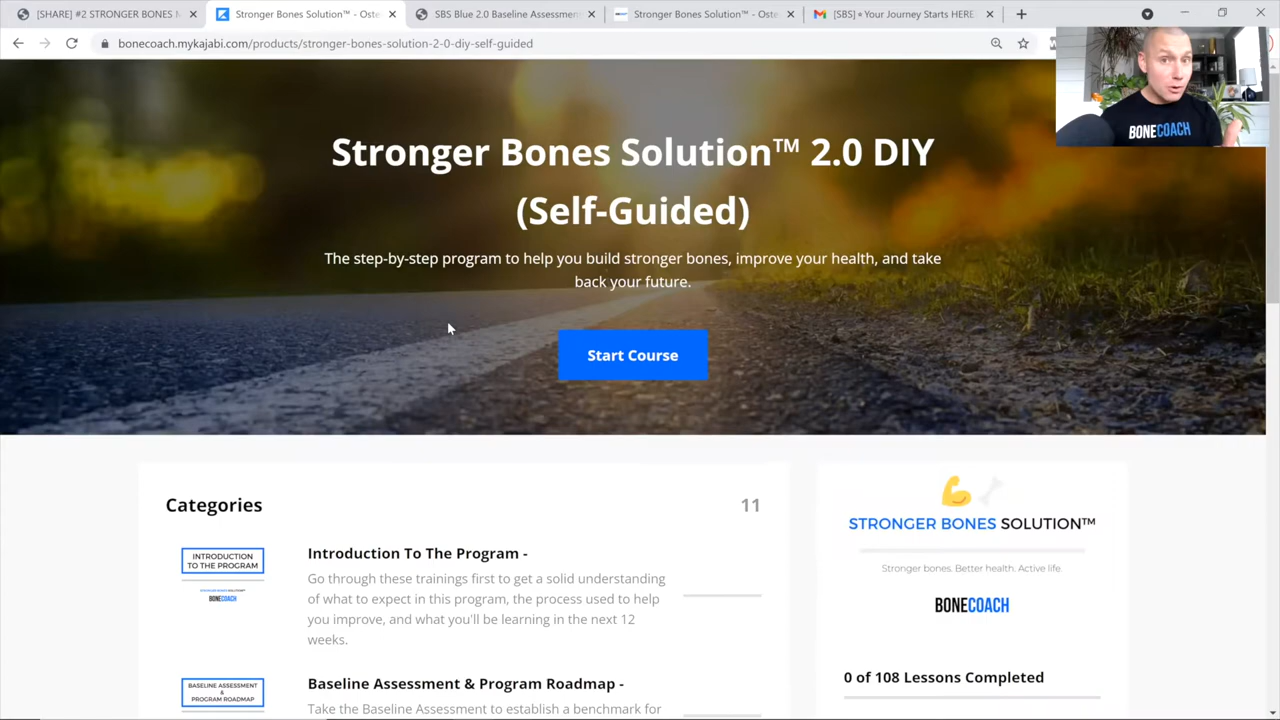 [SHARE] #2 STRONGER BONES
Stronger Bones Solution™ - Oste
SBS Blue 2.0 Baseline Assessmen
Stronger Bones Solution™ - Oste
[SBS]⭐Your Journey Starts HERE
bonecoach.mykajabi.com/products/stronger-bones-solution-2-0-diy-self-guided
BONECOACH
Stronger Bones Solution™ 2.0 DIY
(Self-Guided)
The step-by-step program to help you build stronger bones, improve your health, and take
back your future.
Start Course
Categories
11
INTRODUCTION
TO THE PROGRAM
BONECOACH
Introduction To The Program -
Go through these trainings first to get a solid understanding
of what to expect in this program, the process used to help
you improve, and what you'll be learning in the next 12
weeks.
BASELINE ASSESSMENT
&
PROGRAM ROADMAP
Baseline Assessment & Program Roadmap -
Take the Baseline Assessment to establish a benchmark for
💪🦴
STRONGER BONES SOLUTION™
Stronger bones. Better health. Active life.
BONECOACH
0 of 108 Lessons Completed